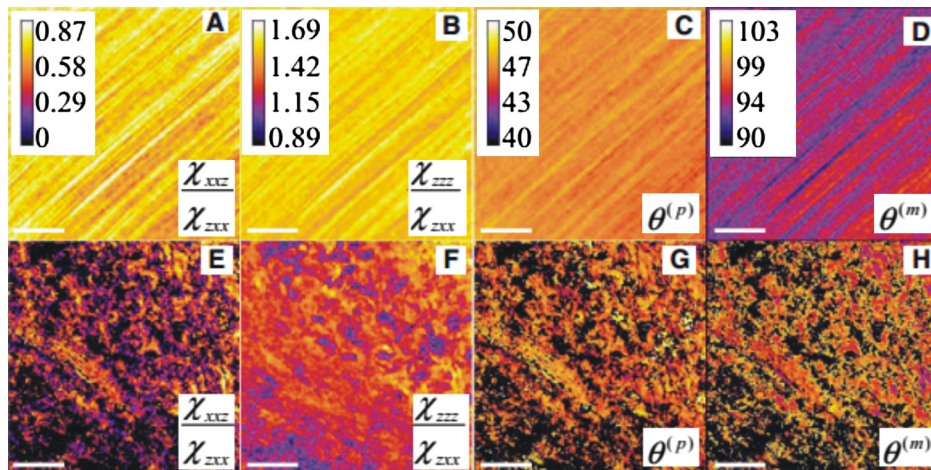 A
0.87
0.58
0.29
0
χxxz
χzxx
B
1.69
1.42
1.15
0.89
χzzz
χzxx
C
50
47
43
40
θ(p)
D
103
99
94
90
θ(m)
E
χxxz
χzxx
F
χzzz
χzxx
G
θ(p)
H
θ(m)